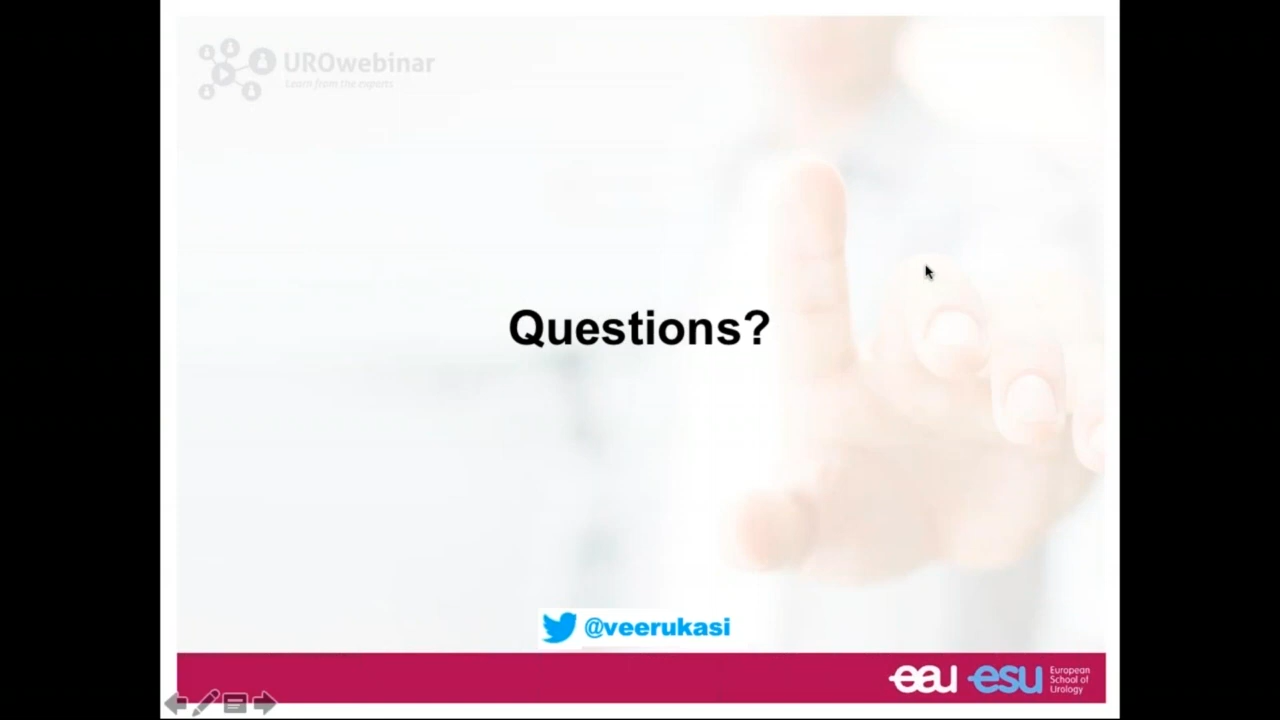 UROwebinar
Learn from the experts
Questions?
@veerukasi
eau esu European
School of
Urology